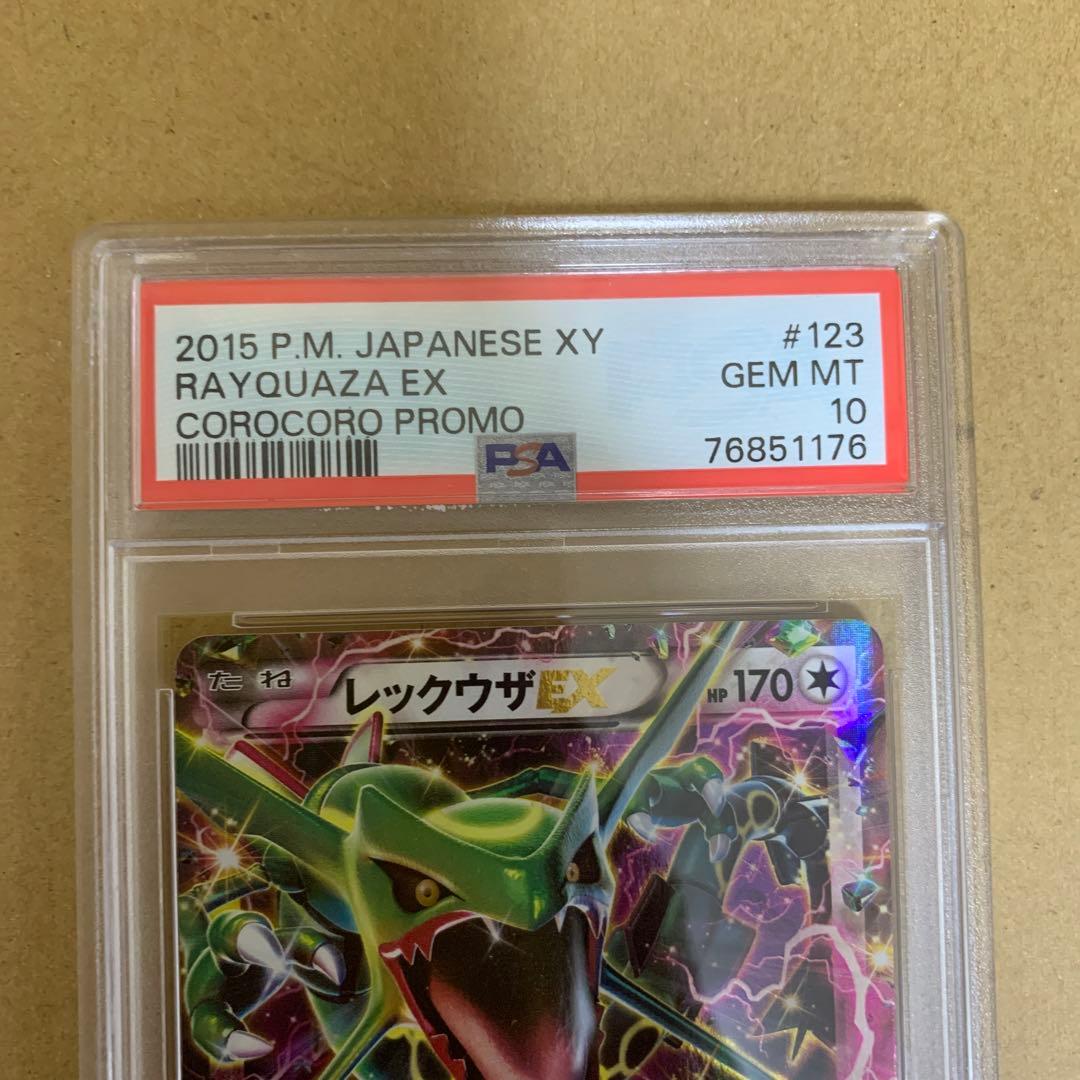 2015 P.M. JAPANESE XY #123
RAYQUAZA EX GEM MT
COROCORO PROMO 10
76851176
PSA
たね レックウザEX HP 170